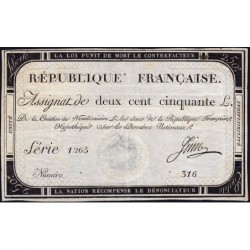 LA LOI PUNIT DE MORT LE CONTREFACTEUR
RÉPUBLIQUE FRANÇAISE.
Assignat de deux cent cinquante L.
De la Création du Vendémiaire l'an deux de la République Française
Hypothéqué sur les Domaines Nationaux.
Série 1263
Numéro 316
LA NATION RÉCOMPENSE LE DÉNONCIATEUR